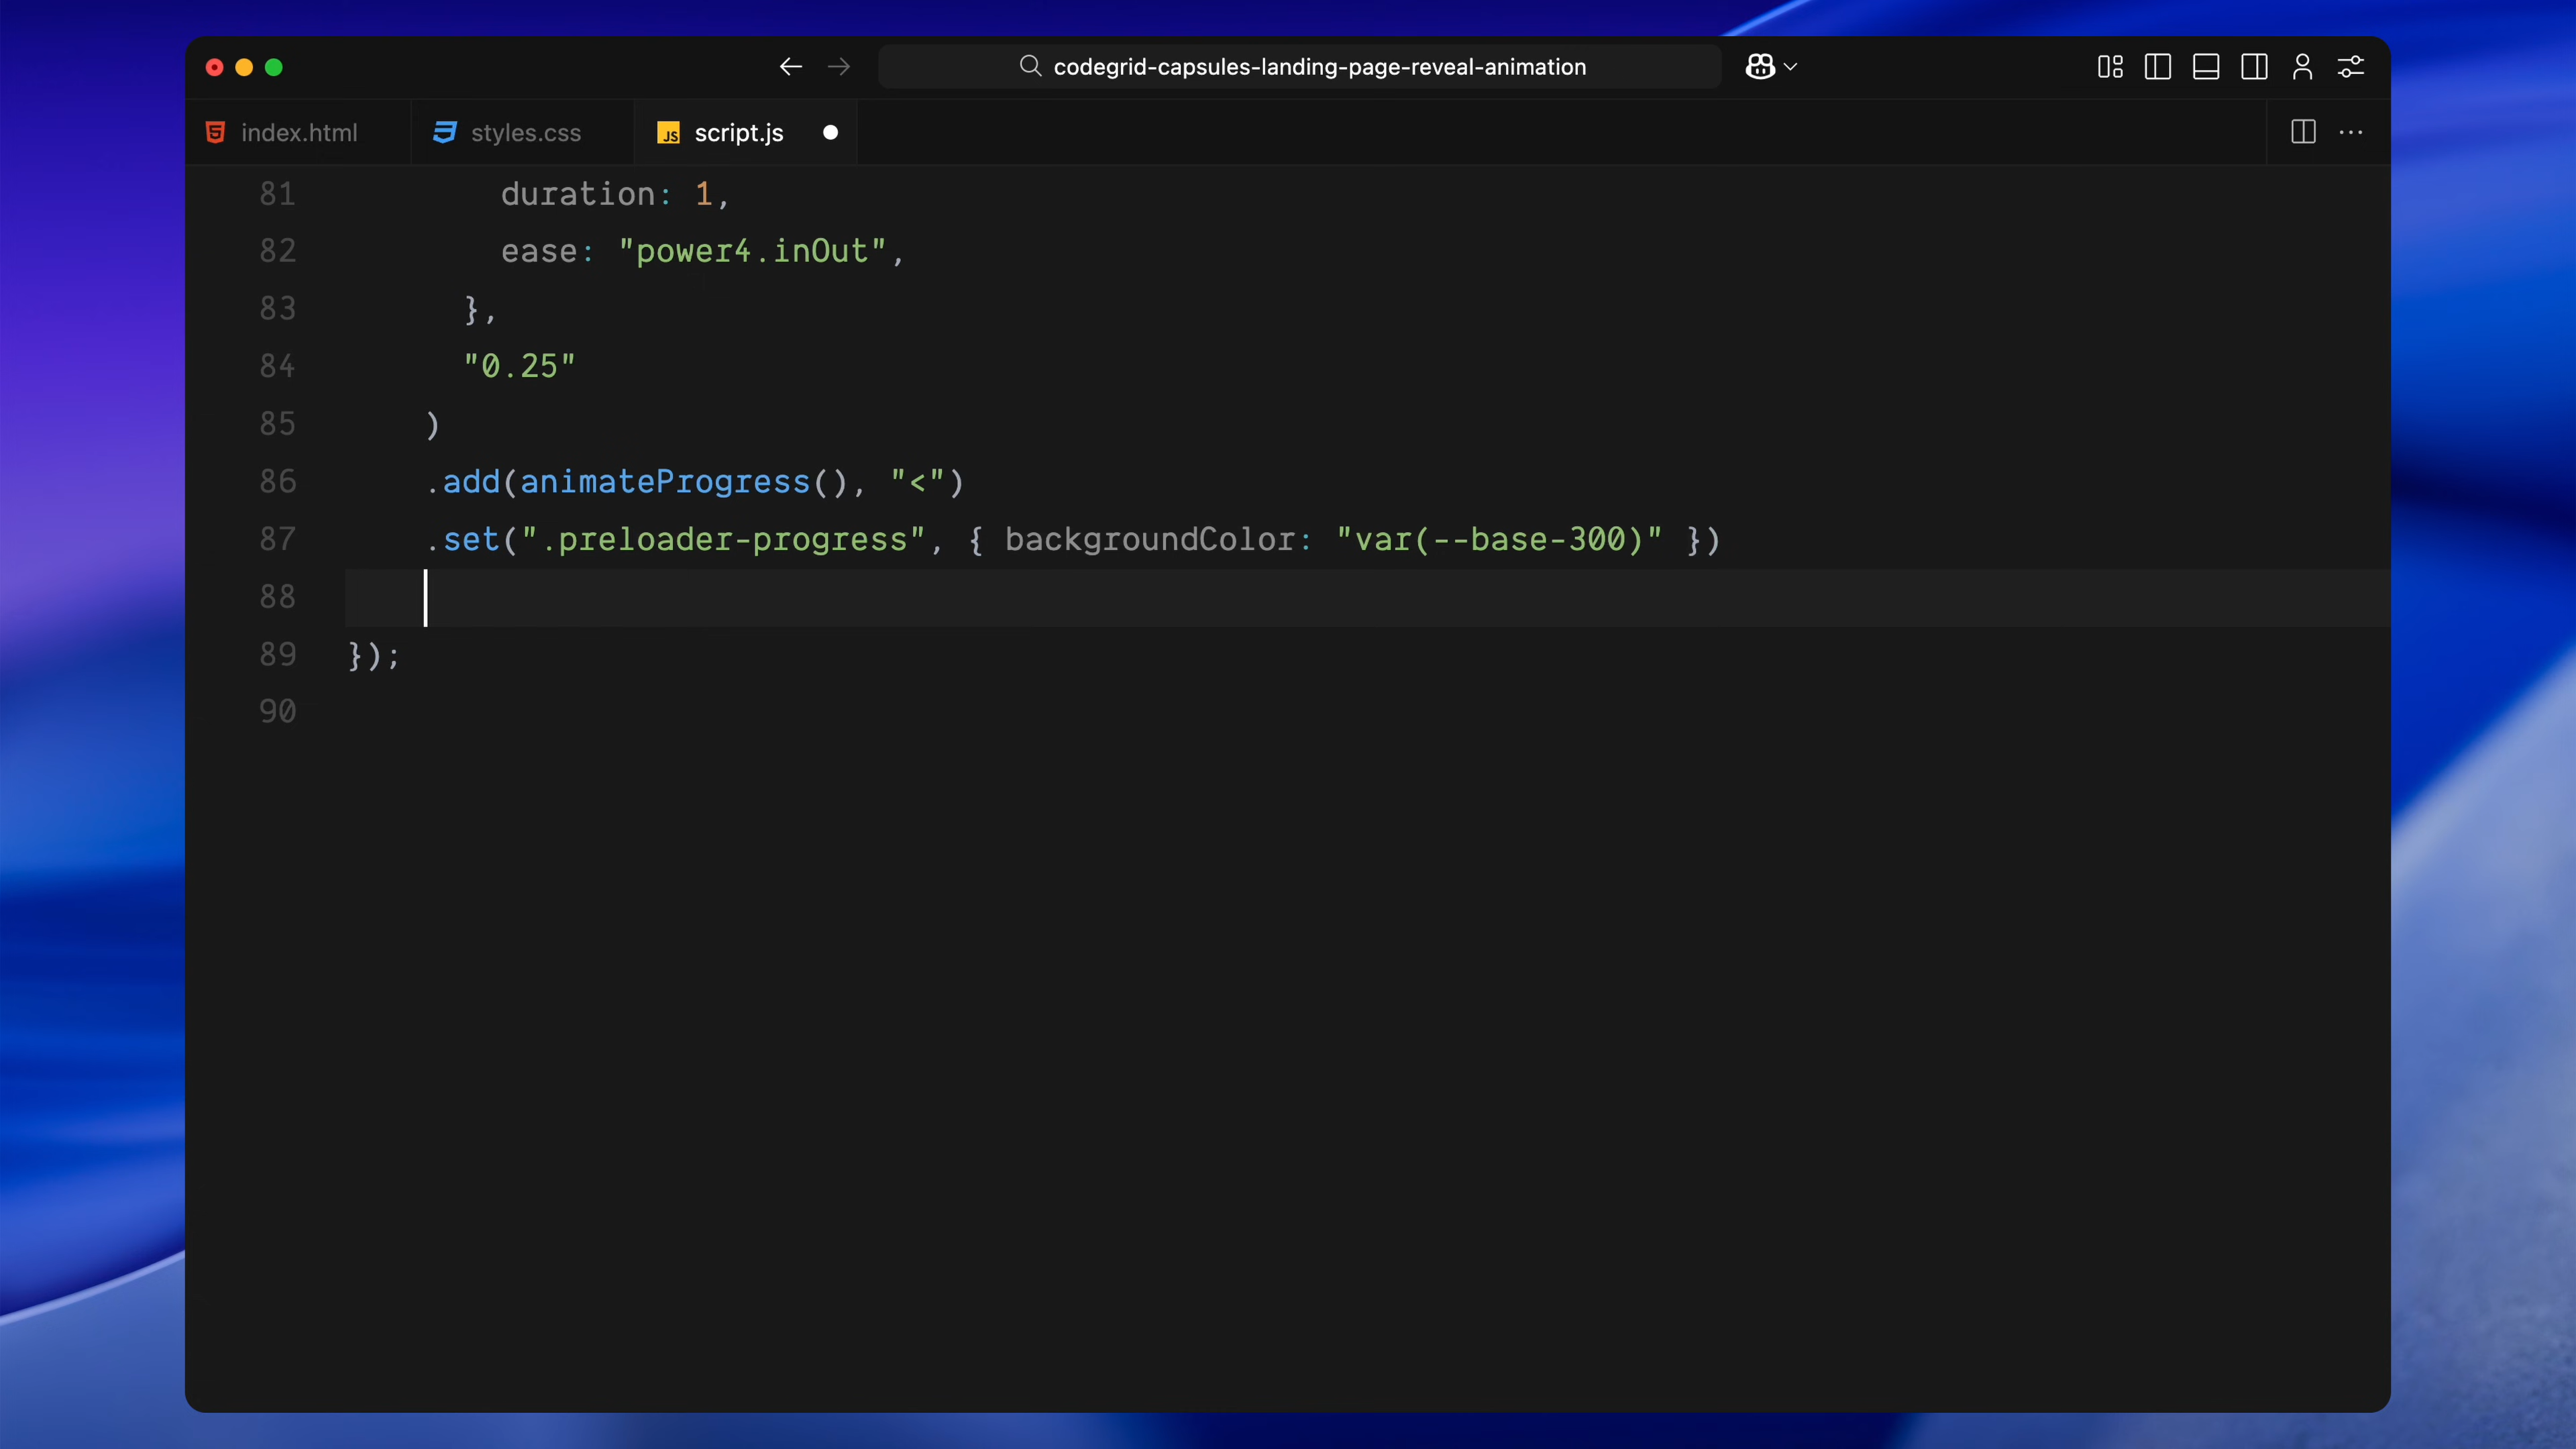 codegrid-capsules-landing-page-reveal-animation
index.html
styles.css
JS script.js
81 duration: 1,
82 ease: "power4.inOut",
83 },
84 "0.25"
85 )
86 .add(animateProgress(), "<")
87 .set(".preloader-progress", { backgroundColor: "var(--base-300)" })
88
89 });
90